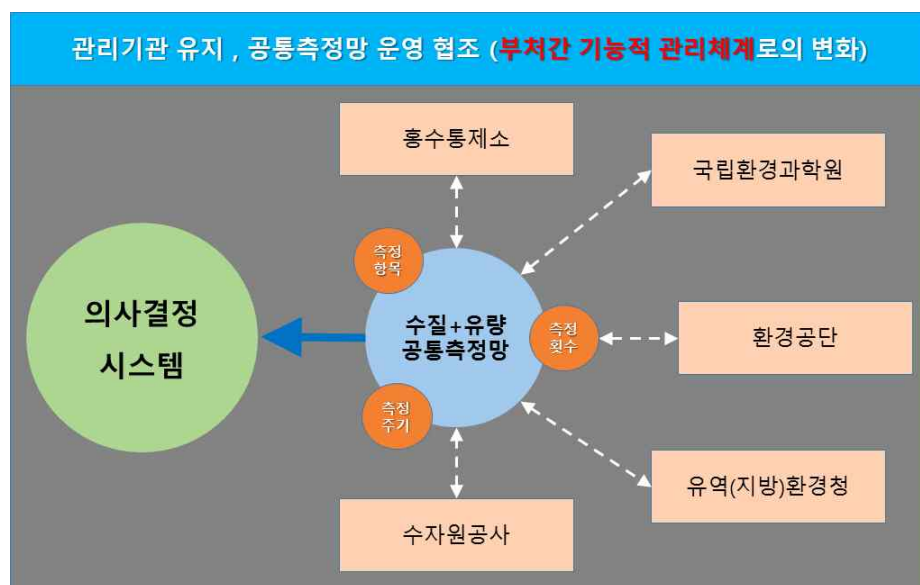 관리기관 유지 , 공통측정망 운영 협조 (부처간 기능적 관리체계로의 변화)
홍수통제소
국립환경과학원
측정
항목
의사결정
시스템
수질+유량
공통측정망
측정
횟수
환경공단
측정
주기
유역(지방)환경청
수자원공사